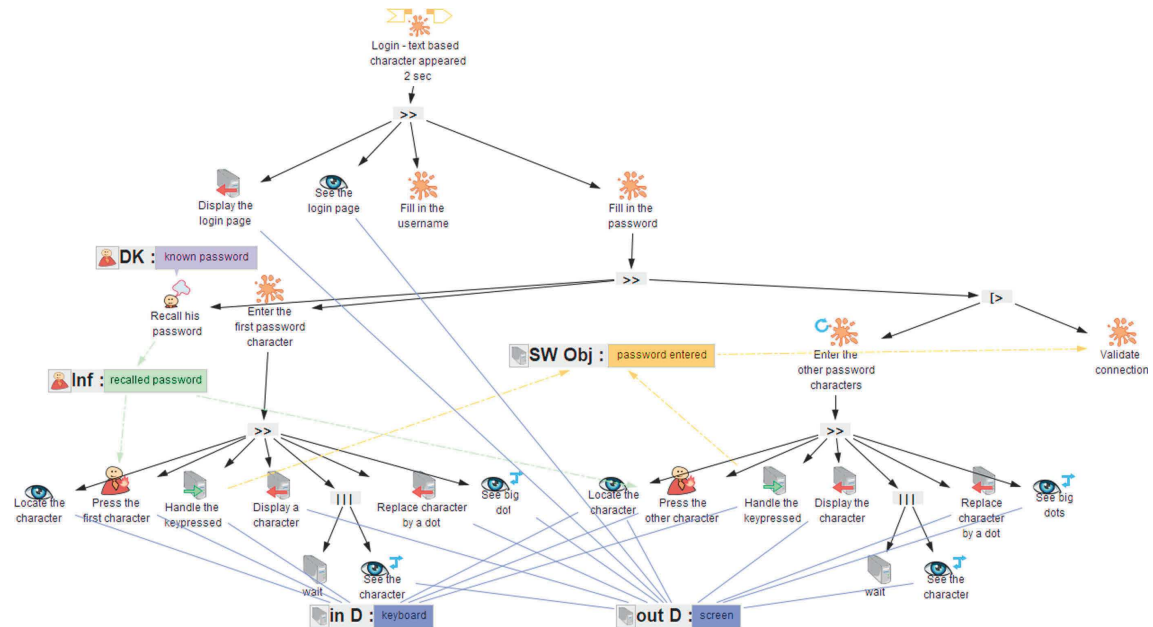 Login - text based
character appeared
2 sec
>>
Display the
login page
See the
login page
Fill in the
username
Fill in the
password
DK : known password
>>
Recall his
password
Enter the
first password
character
[>
SW Obj : password entered
Enter the
other password
characters
Validate
connection
Inf : recalled password
>>
>>
Locate the
character
Press the
first character
Handle the
keypressed
Display a
character
|||
Replace character
by a dot
See big
dot
Locate the
character
Press the
other character
Handle the
keypressed
Display the
character
|||
Replace
character
by a dot
See big
dots
wait
See the
character
wait
See the
character
in D : keyboard
out D : screen